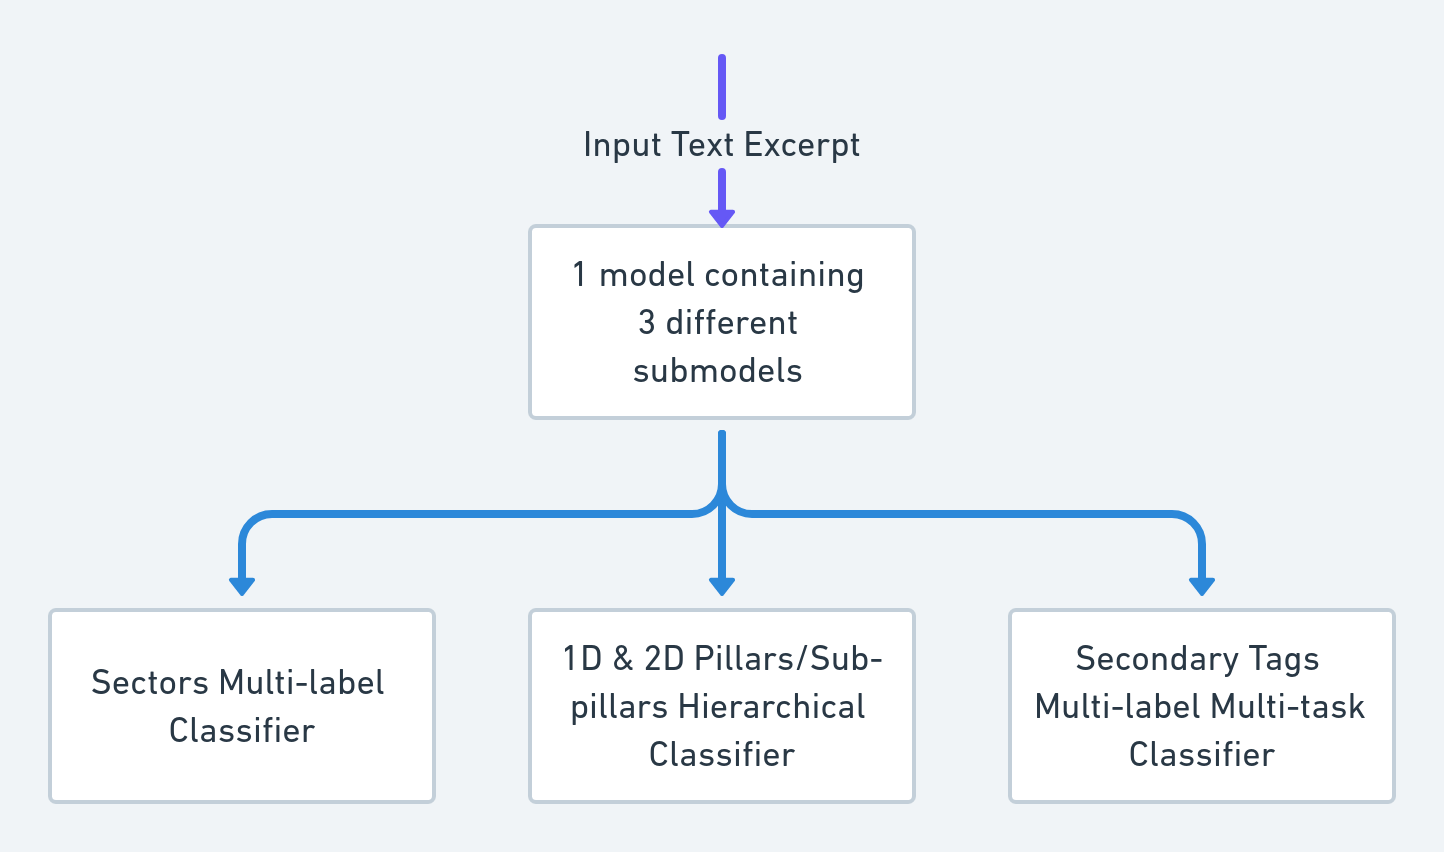 Input Text Excerpt
1 model containing
3 different
submodels
Sectors Multi-label
Classifier
1D & 2D Pillars/Sub-
pillars Hierarchical
Classifier
Secondary Tags
Multi-label Multi-task
Classifier